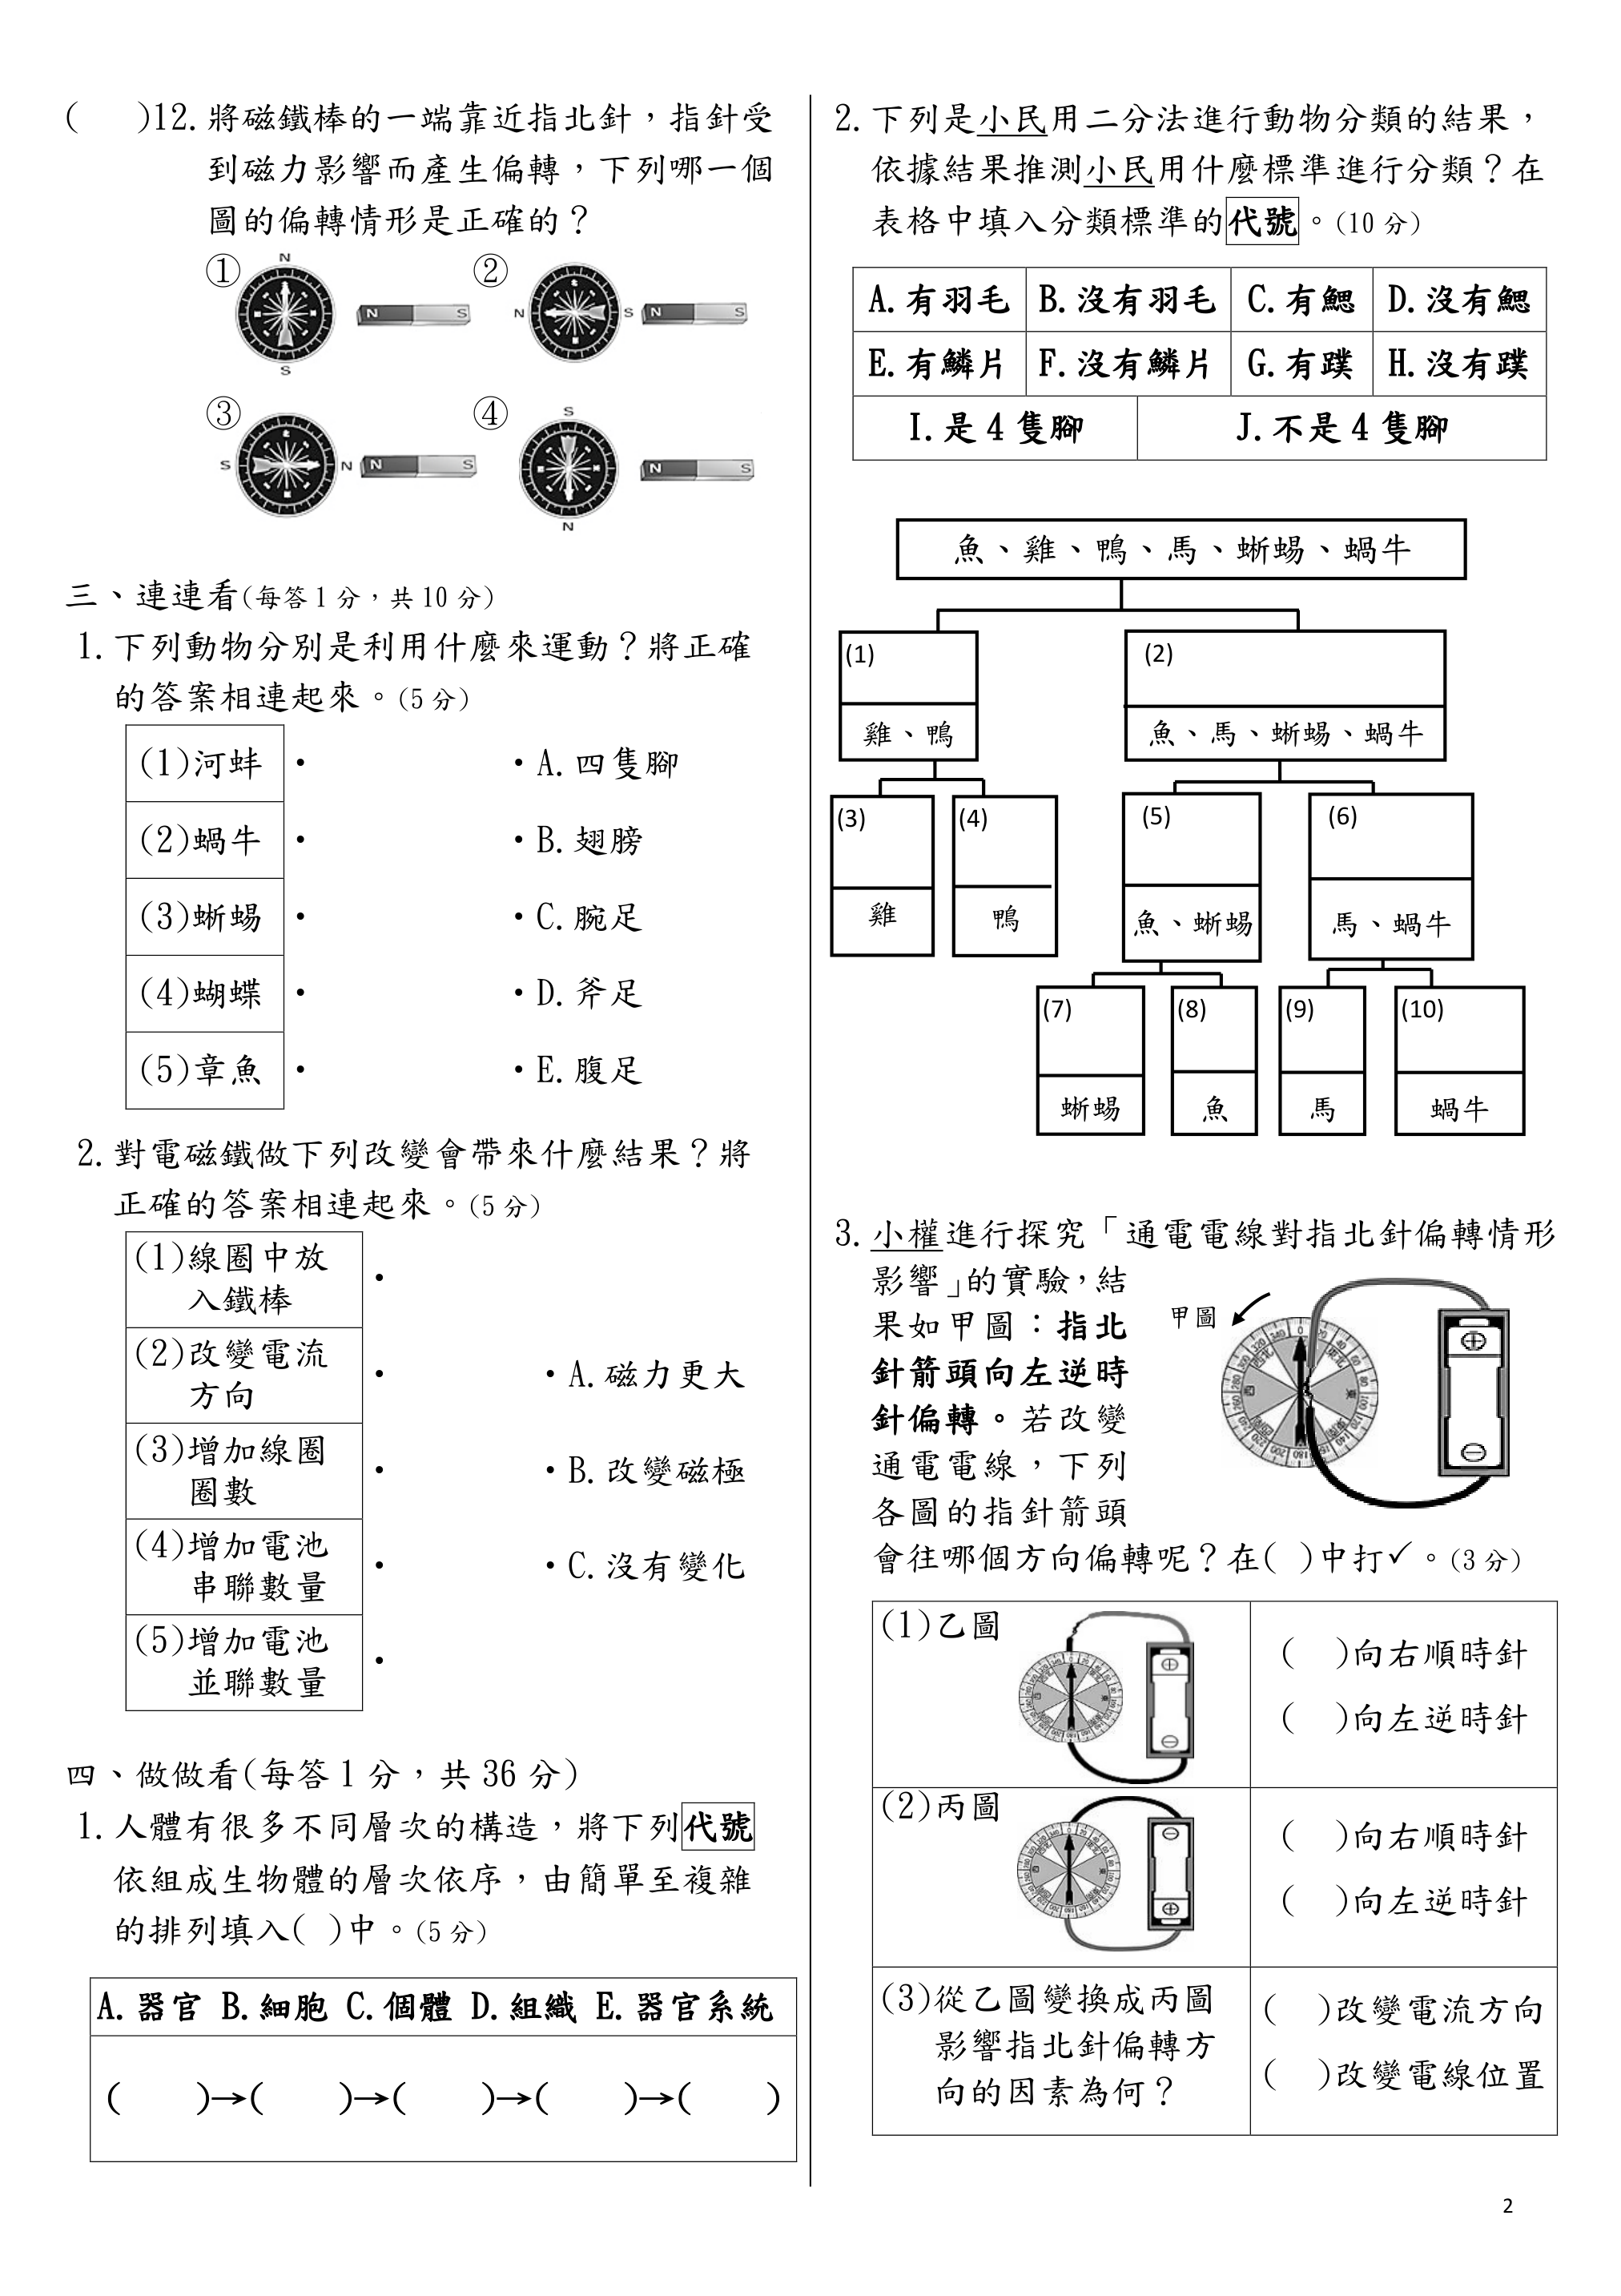 (　)12.將磁鐵棒的一端靠近指北針，指針受
到磁力影響而產生偏轉，下列哪一個
圖的偏轉情形是正確的？
① N S N S
② N S N S
③ S N N S
④ S N N S
三、連連看(每答1分，共10分)
1.下列動物分別是利用什麼來運動？將正確
的答案相連起來。(5分)
(1)河蚌 • • A.四隻腳
(2)蝸牛 • • B.翅膀
(3)蜥蜴 • • C.腕足
(4)蝴蝶 • • D.斧足
(5)章魚 • • E.腹足
2.對電磁鐵做下列改變會帶來什麼結果？將
正確的答案相連起來。(5分)
(1)線圈中放
入鐵棒 •
(2)改變電流
方向 • • A.磁力更大
(3)增加線圈
圈數 • • B.改變磁極
(4)增加電池
串聯數量 • • C.沒有變化
(5)增加電池
並聯數量 •
四、做做看(每答1分，共36分)
1.人體有很多不同層次的構造，將下列代號
依組成生物體的層次依序，由簡單至複雜
的排列填入(　)中。(5分)
A.器官 B.細胞 C.個體 D.組織 E.器官系統
(　)→(　)→(　)→(　)→(　)
2.下列是小民用二分法進行動物分類的結果，
依據結果推測小民用什麼標準進行分類？在
表格中填入分類標準的代號。(10分)
A.有羽毛 B.沒有羽毛 C.有鰓 D.沒有鰓
E.有鱗片 F.沒有鱗片 G.有蹼 H.沒有蹼
I.是4隻腳 J.不是4隻腳
魚、雞、鴨、馬、蜥蜴、蝸牛
(1) (2)
雞、鴨 魚、馬、蜥蜴、蝸牛
(3) (4) (5) (6)
雞 鴨 魚、蜥蜴 馬、蝸牛
(7) (8) (9) (10)
蜥蜴 魚 馬 蝸牛
3.小權進行探究「通電電線對指北針偏轉情形
影響」的實驗，結
果如甲圖：指北
針箭頭向左逆時
針偏轉。若改變
通電電線，下列
各圖的指針箭頭
會往哪個方向偏轉呢？在(　)中打✓。(3分)
甲圖
(1)乙圖
(　)向右順時針
(　)向左逆時針
(2)丙圖
(　)向右順時針
(　)向左逆時針
(3)從乙圖變換成丙圖
影響指北針偏轉方
向的因素為何？
(　)改變電流方向
(　)改變電線位置
2